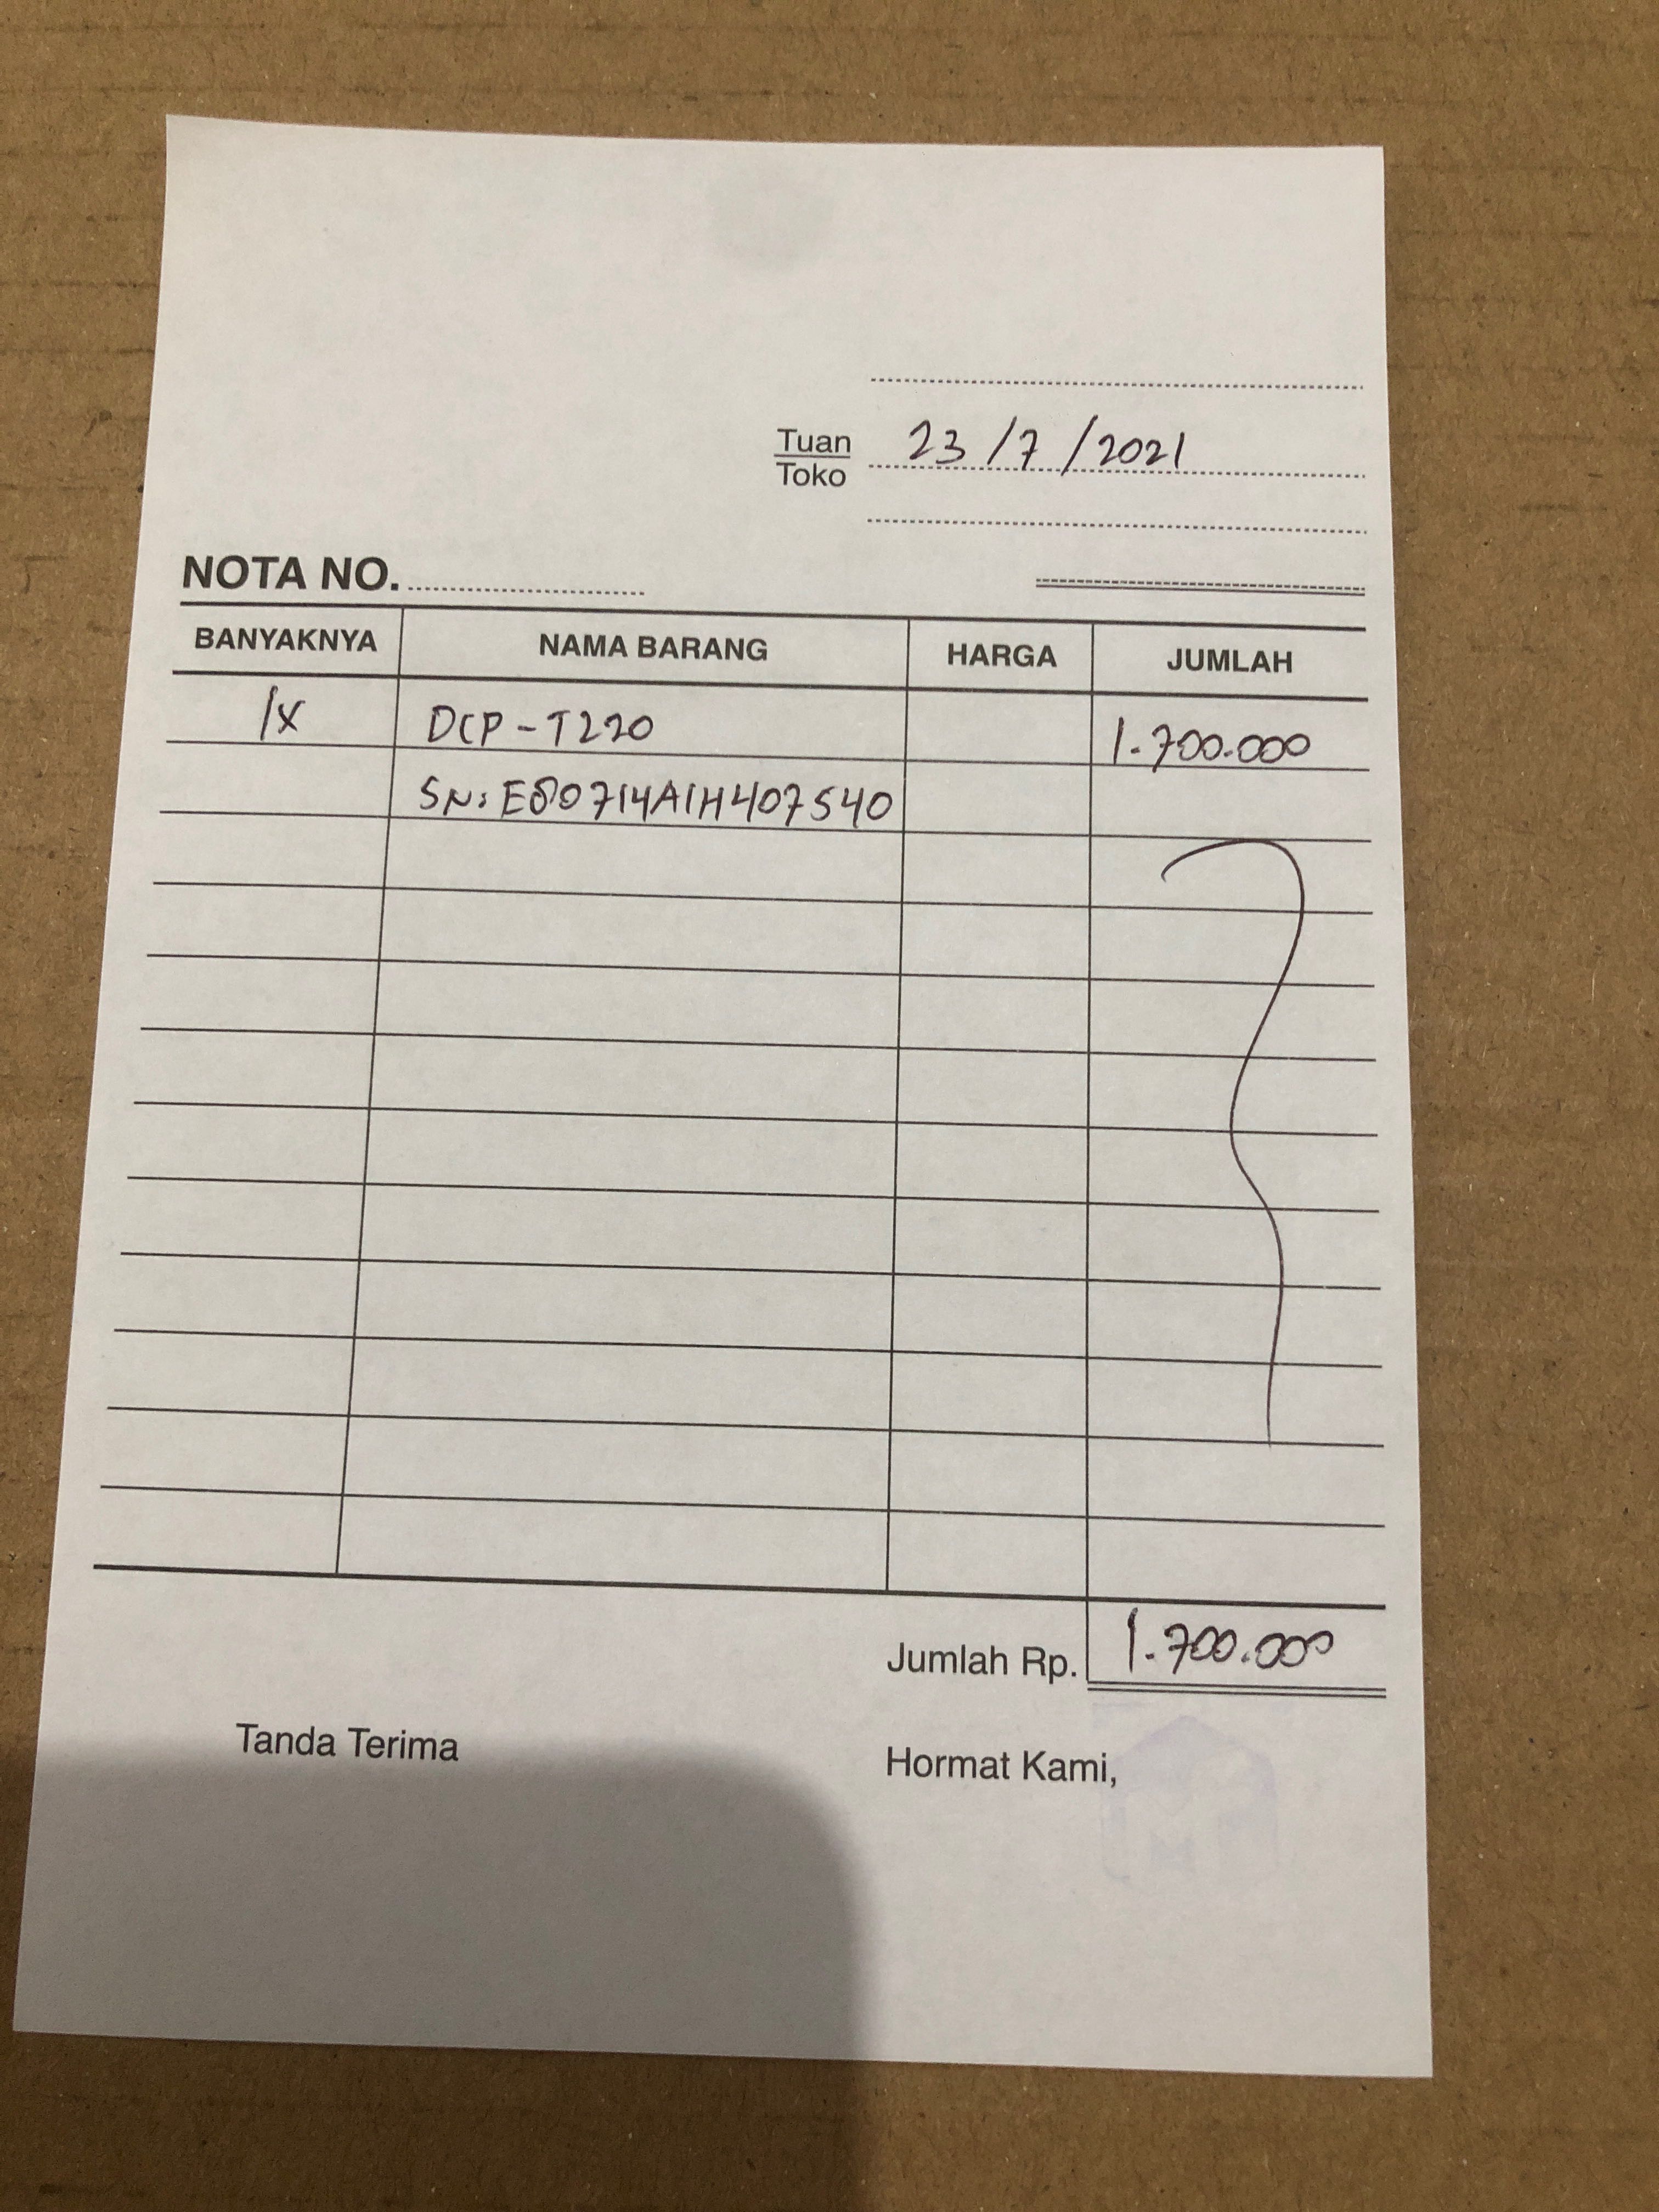 Tuan
Toko 23/7/2021
NOTA NO.
BANYAKNYA NAMA BARANG HARGA JUMLAH
1x DCP-T220 1.700.000
SN: E80714A1H407540
Jumlah Rp. 1.700.000
Tanda Terima Hormat Kami,